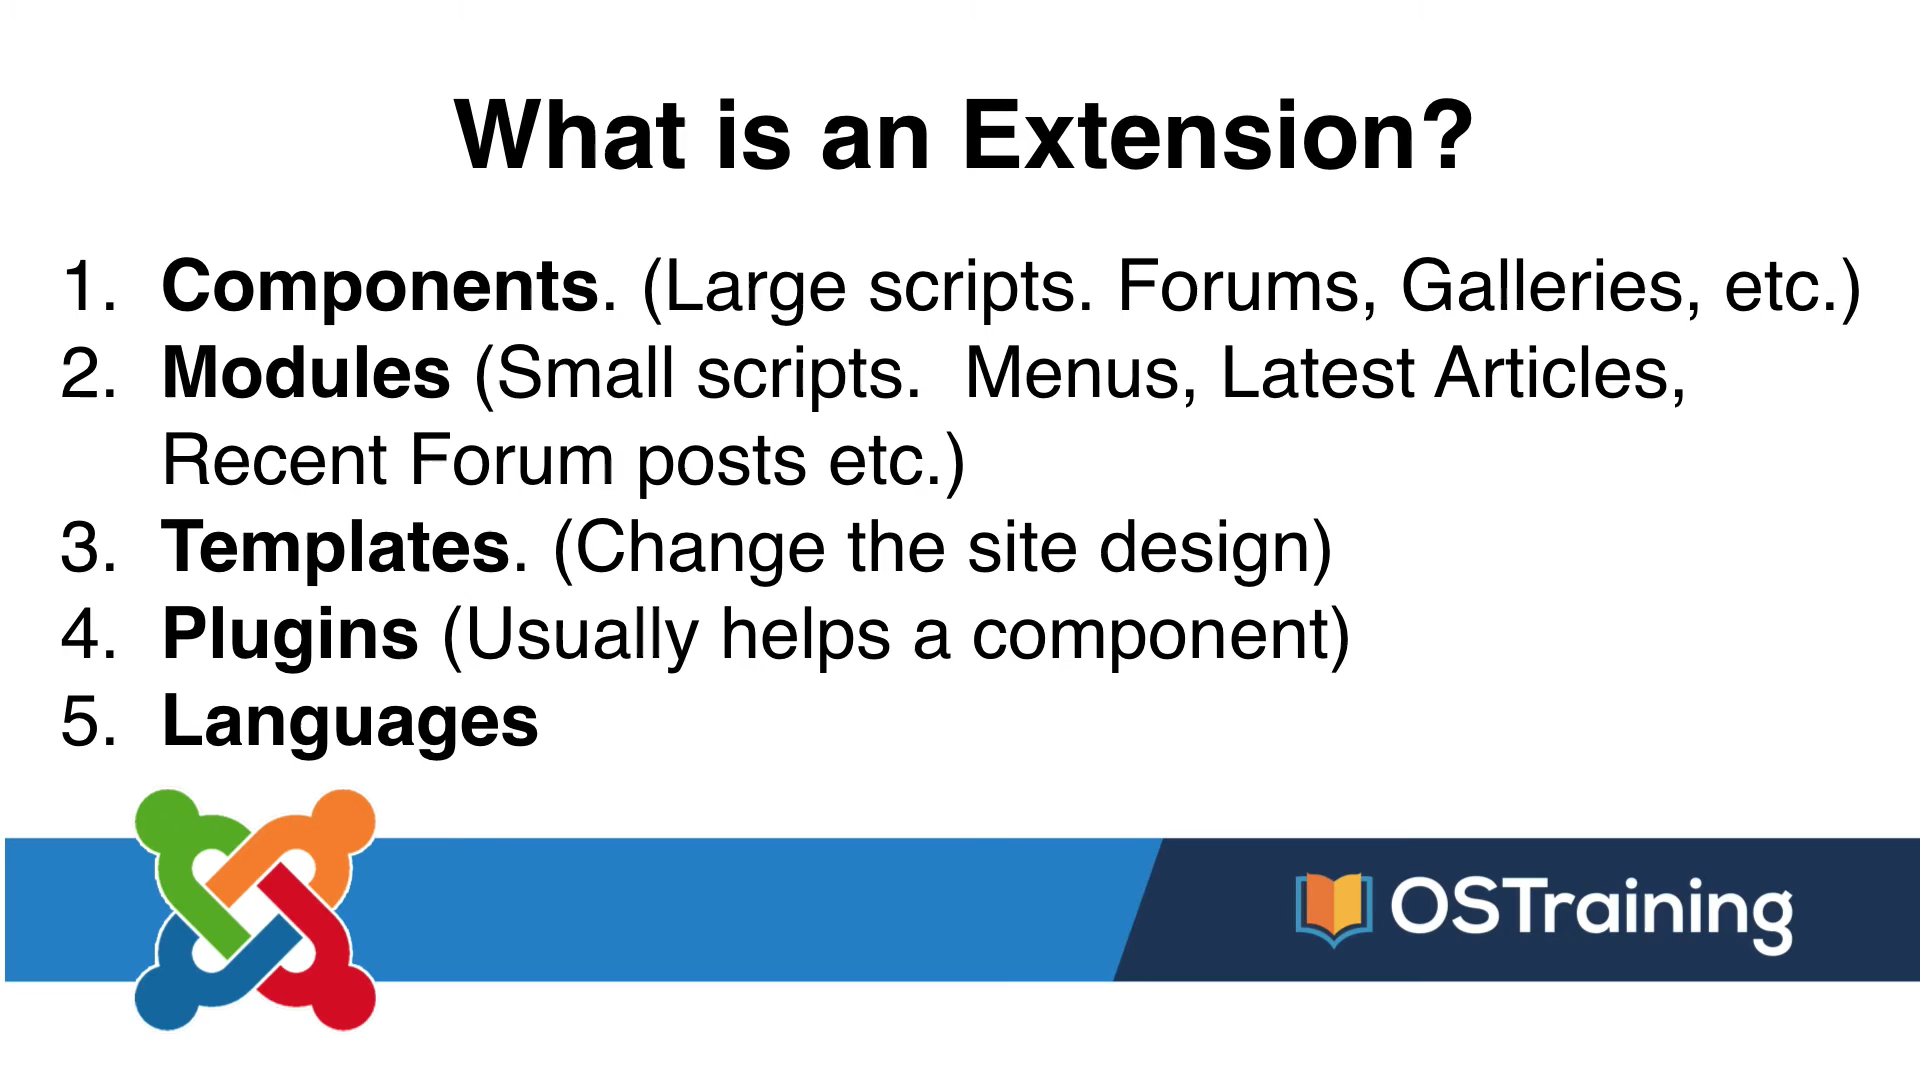 What is an Extension?
1. Components. (Large scripts. Forums, Galleries, etc.)
2. Modules (Small scripts.  Menus, Latest Articles,
Recent Forum posts etc.)
3. Templates. (Change the site design)
4. Plugins (Usually helps a component)
5. Languages
OSTraining